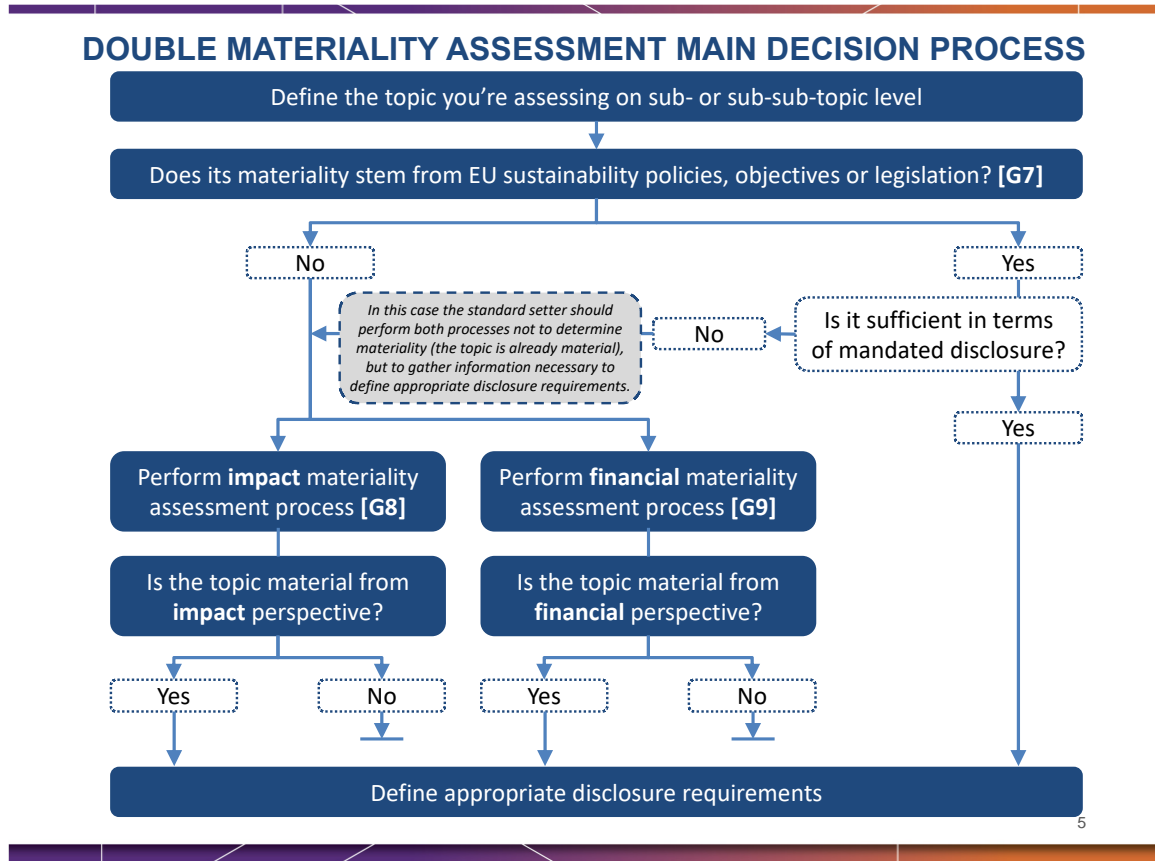 DOUBLE MATERIALITY ASSESSMENT MAIN DECISION PROCESS
Define the topic you're assessing on sub- or sub-sub-topic level
Does its materiality stem from EU sustainability policies, objectives or legislation? [G7]
No
Yes
In this case the standard setter should
perform both processes not to determine
materiality (the topic is already material),
but to gather information necessary to
define appropriate disclosure requirements.
No
Is it sufficient in terms
of mandated disclosure?
Yes
Perform impact materiality
assessment process [G8]
Perform financial materiality
assessment process [G9]
Is the topic material from
impact perspective?
Is the topic material from
financial perspective?
Yes
No
Yes
No
Define appropriate disclosure requirements
5